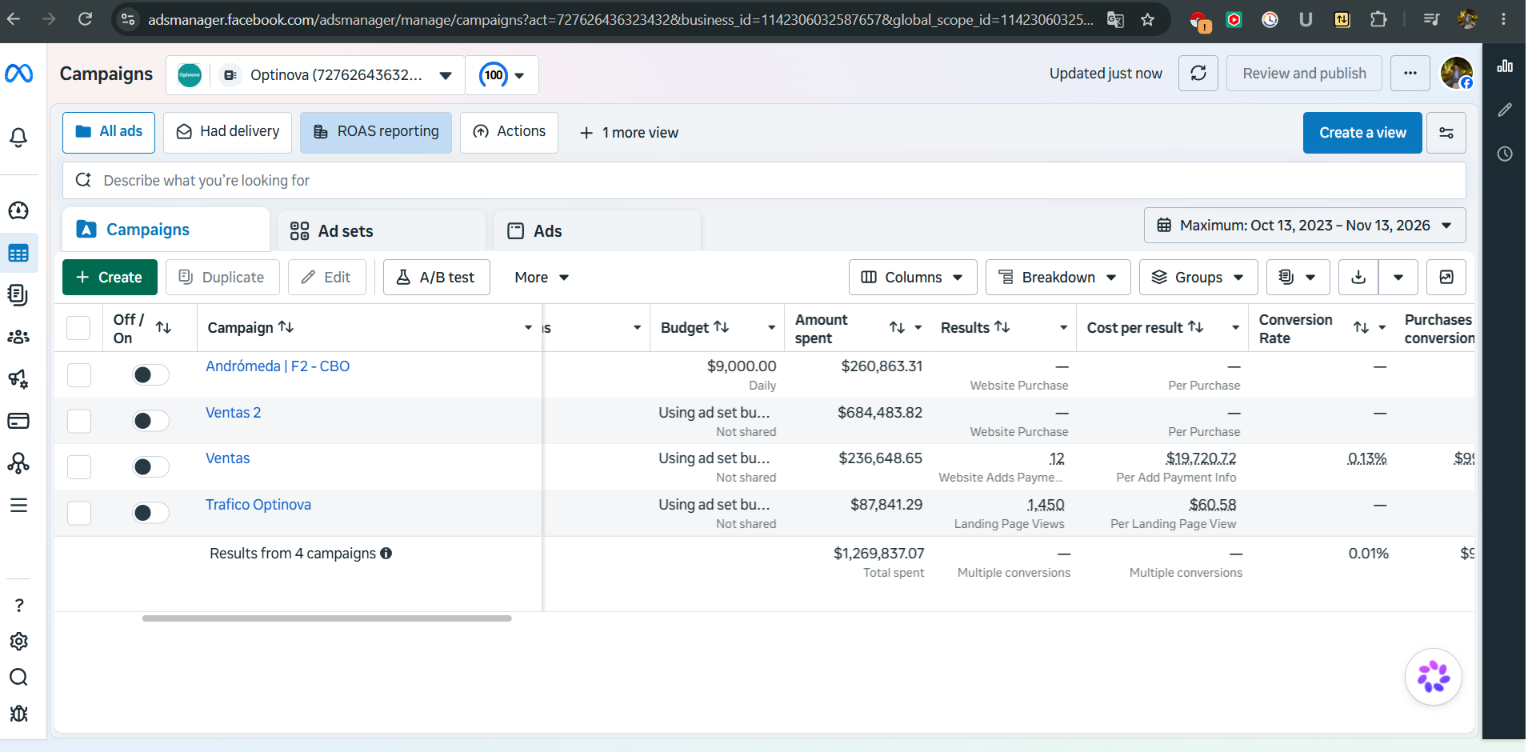 adsmanager.facebook.com/adsmanager/manage/campaigns?act=727626436323432&business_id=1142306032587657&global_scope_id=11423060325...
Campaigns
Optinova
Optinova (72762643632...
100
Updated just now
Review and publish
All ads
Had delivery
ROAS reporting
Actions
+ 1 more view
Create a view
Describe what you're looking for
Campaigns
Ad sets
Ads
Maximum: Oct 13, 2023 – Nov 13, 2026
+ Create
Duplicate
Edit
A/B test
More
Columns
Breakdown
Groups
Off / On
Campaign
s
Budget
Amount spent
Results
Cost per result
Conversion Rate
Purchases conversion
Andrómeda | F2 - CBO
$9,000.00
Daily
$260,863.31
—
Website Purchase
—
Per Purchase
—
Ventas 2
Using ad set bu...
Not shared
$684,483.82
—
Website Purchase
—
Per Purchase
—
Ventas
Using ad set bu...
Not shared
$236,648.65
12
Website Adds Payme...
$19,720.72
Per Add Payment Info
0.13%
$99
Trafico Optinova
Using ad set bu...
Not shared
$87,841.29
1,450
Landing Page Views
$60.58
Per Landing Page View
—
Results from 4 campaigns
$1,269,837.07
Total spent
—
Multiple conversions
—
Multiple conversions
0.01%